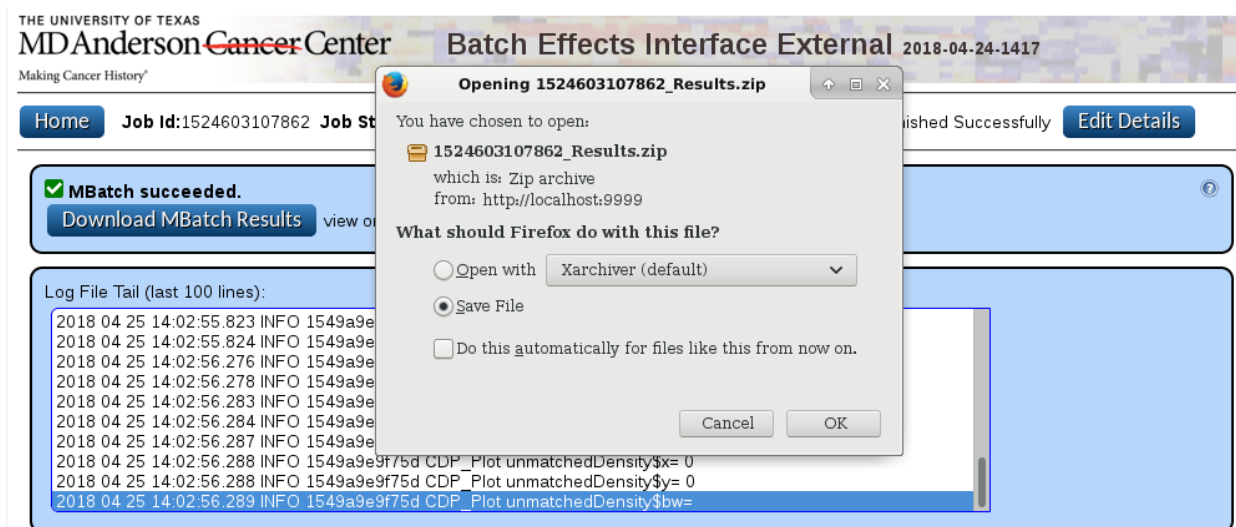 THE UNIVERSITY OF TEXAS
MD Anderson Cancer Center
Making Cancer History®
Batch Effects Interface External 2018-04-24-1417
Opening 1524603107862_Results.zip
Home Job Id:1524603107862 Job St
ished Successfully Edit Details
You have chosen to open:
1524603107862_Results.zip
which is: Zip archive
from: http://localhost:9999
What should Firefox do with this file?
Open with Xarchiver (default)
Save File
Do this automatically for files like this from now on.
Cancel OK
MBatch succeeded.
Download MBatch Results view or
Log File Tail (last 100 lines):
2018 04 25 14:02:55.823 INFO 1549a9e
2018 04 25 14:02:55.824 INFO 1549a9e
2018 04 25 14:02:56.276 INFO 1549a9e
2018 04 25 14:02:56.278 INFO 1549a9e
2018 04 25 14:02:56.283 INFO 1549a9e
2018 04 25 14:02:56.284 INFO 1549a9e
2018 04 25 14:02:56.287 INFO 1549a9e
2018 04 25 14:02:56.288 INFO 1549a9e9f75d CDP_Plot unmatchedDensity$x= 0
2018 04 25 14:02:56.288 INFO 1549a9e9f75d CDP_Plot unmatchedDensity$y= 0
2018 04 25 14:02:56.289 INFO 1549a9e9f75d CDP_Plot unmatchedDensity$bw=